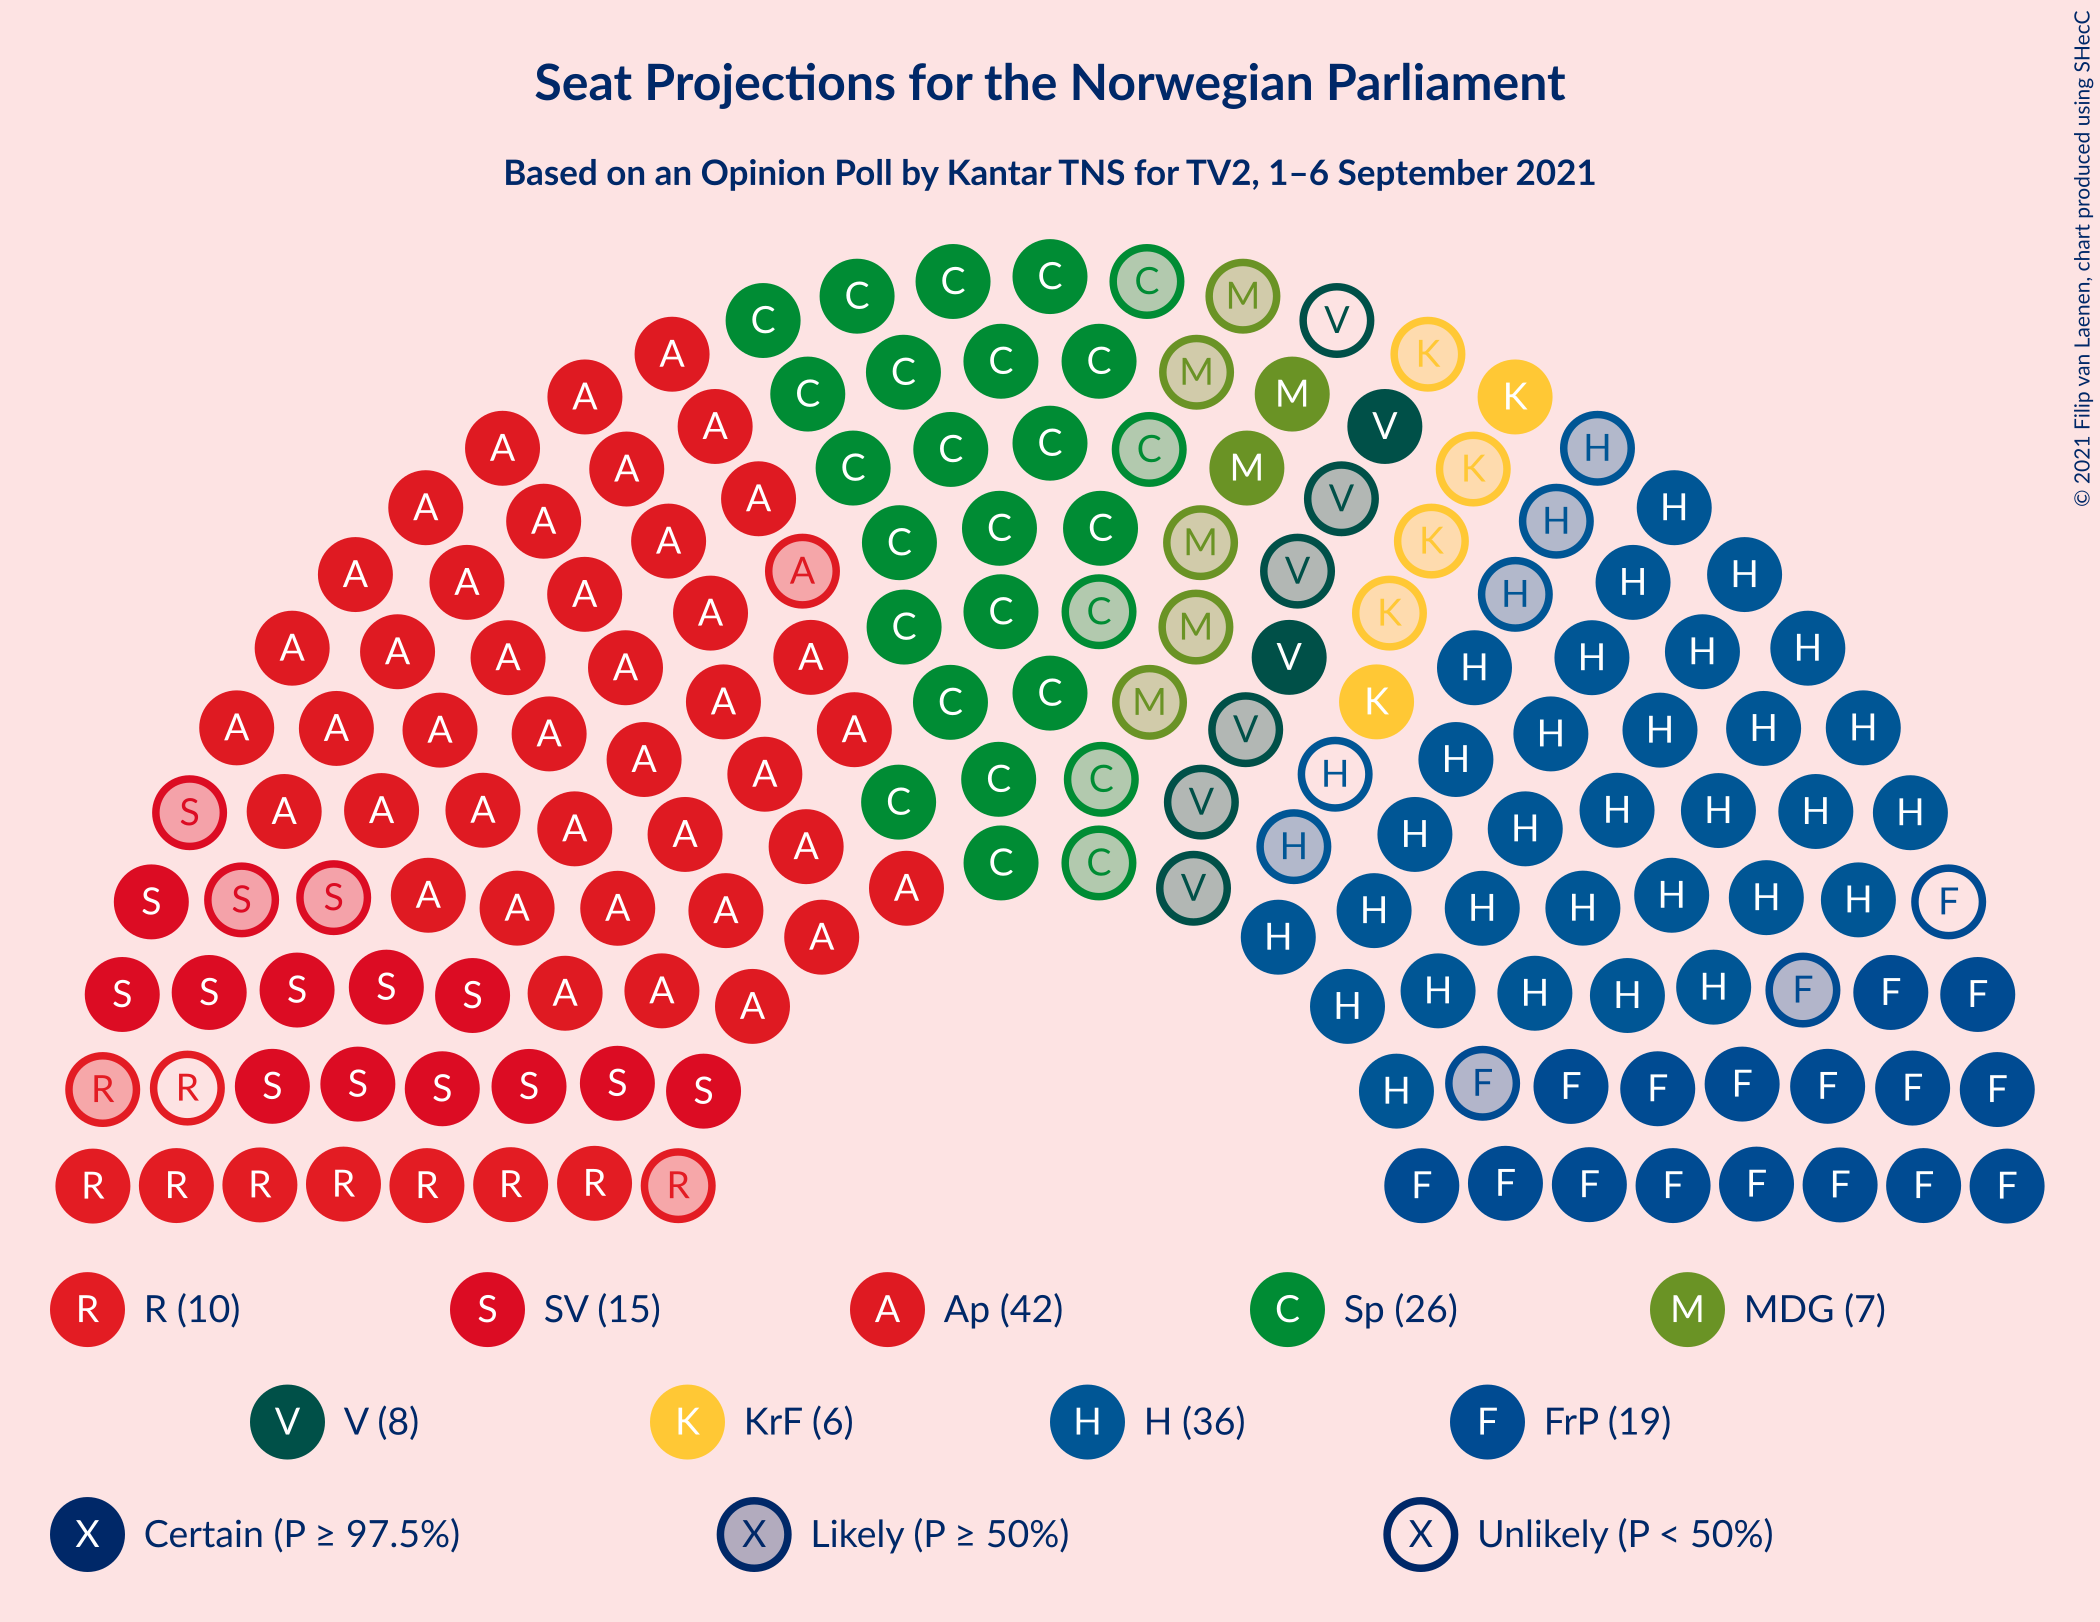 © 2021 Filip van Laenen, chart produced using SHecC
Seat Projections for the Norwegian Parliament
Based on an Opinion Poll by Kantar TNS for TV2, 1–6 September 2021
C C C C C M V
A C C C M K
A C M K
A A C C C V H
A C M K
A A A V H H
A C C C M K
A A A A V H H H
A C C C M K
A A A A A V H H H H
A C C M K
A A A A A V H H H H
A A C C H H
S A A A A A C V H H H H H H
A C C H
S S S A A A A A V H H H H H H F
A H
S S S S S A A A H H H H H F F F
R R S S S S S S H F F F F F F F
R R R R R R R R F F F F F F F F
R R (10) S SV (15) A Ap (42) C Sp (26) M MDG (7)
V V (8) K KrF (6) H H (36) F FrP (19)
X Certain (P ≥ 97.5%) X Likely (P ≥ 50%) X Unlikely (P < 50%)